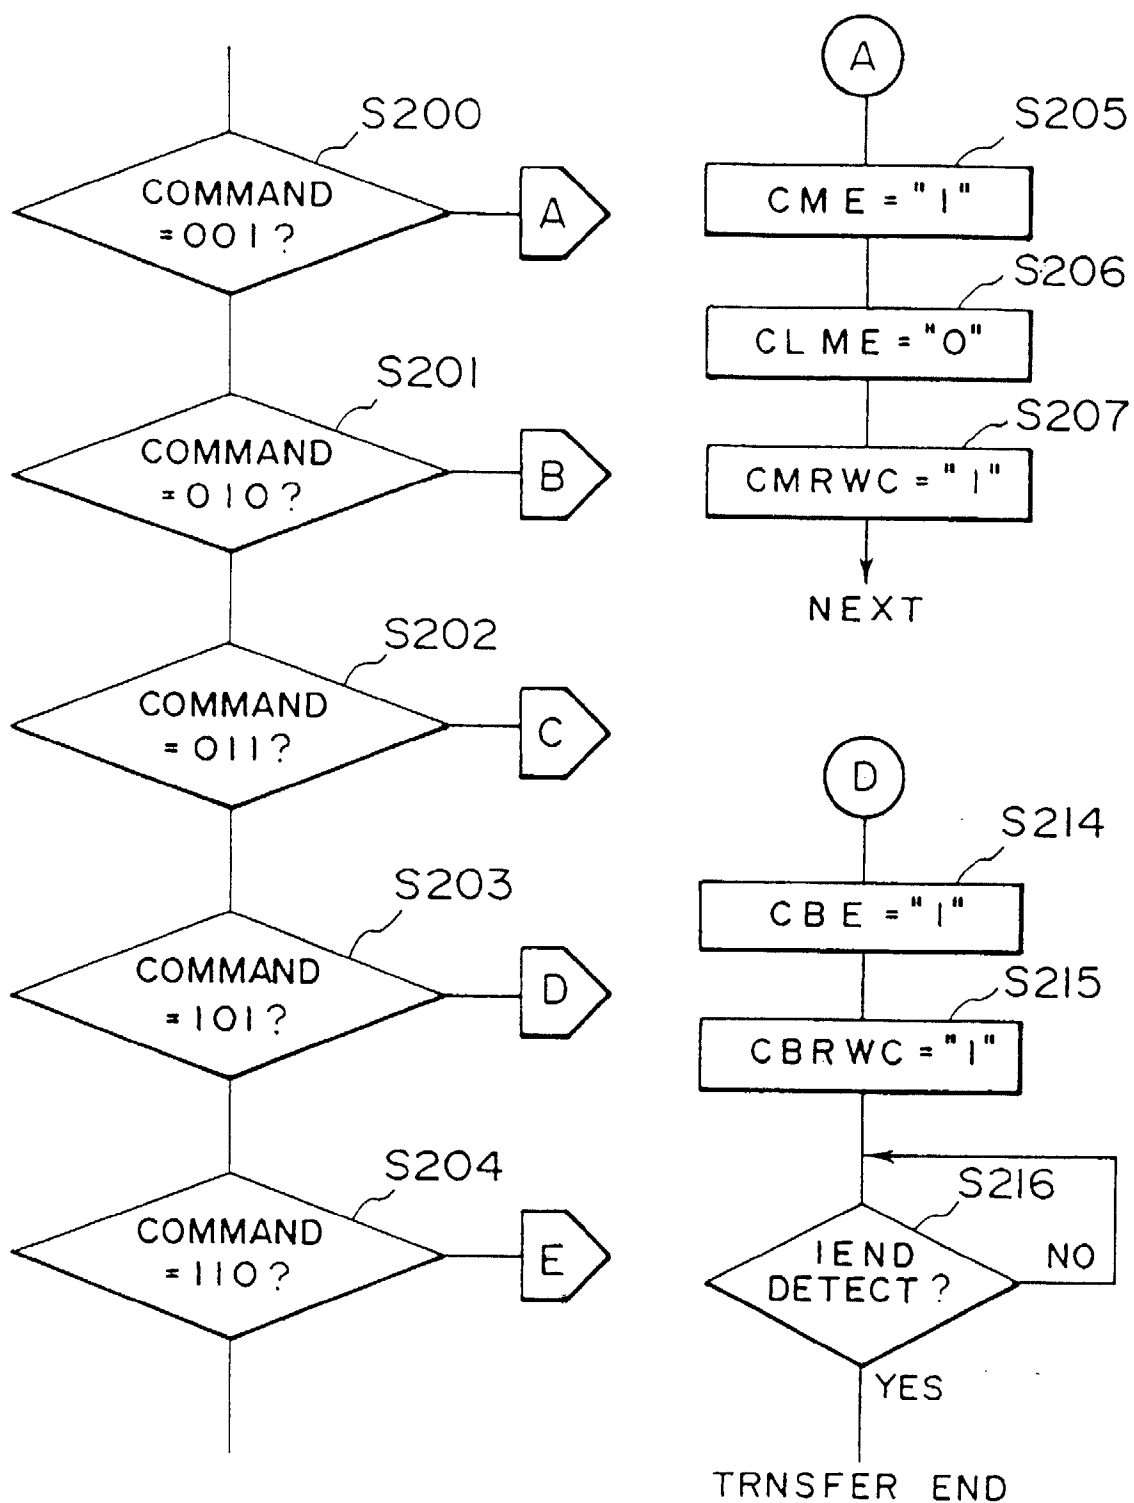 S200
COMMAND
=001?
A
S201
COMMAND
=010?
B
S202
COMMAND
=011?
C
S203
COMMAND
=101?
D
S204
COMMAND
=110?
E
A
S205
CME="1"
S206
CLME="0"
S207
CMRWC="1"
NEXT
D
S214
CBE="1"
S215
CBRWC="1"
S216
IEND
DETECT?
NO
YES
TRNSFER END